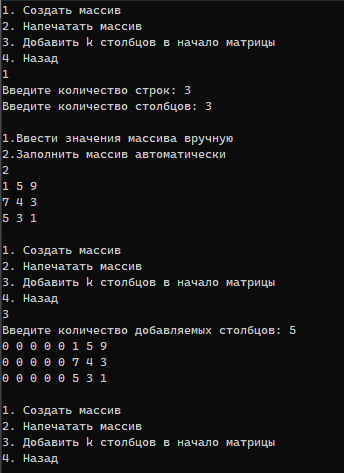 1. Создать массив
2. Напечатать массив
3. Добавить k столбцов в начало матрицы
4. Назад
1
Введите количество строк: 3
Введите количество столбцов: 3
1.Ввести значения массива вручную
2.Заполнить массив автоматически
2
1 5 9
7 4 3
5 3 1
1. Создать массив
2. Напечатать массив
3. Добавить k столбцов в начало матрицы
4. Назад
3
Введите количество добавляемых столбцов: 5
0 0 0 0 0 1 5 9
0 0 0 0 0 7 4 3
0 0 0 0 0 5 3 1
1. Создать массив
2. Напечатать массив
3. Добавить k столбцов в начало матрицы
4. Назад